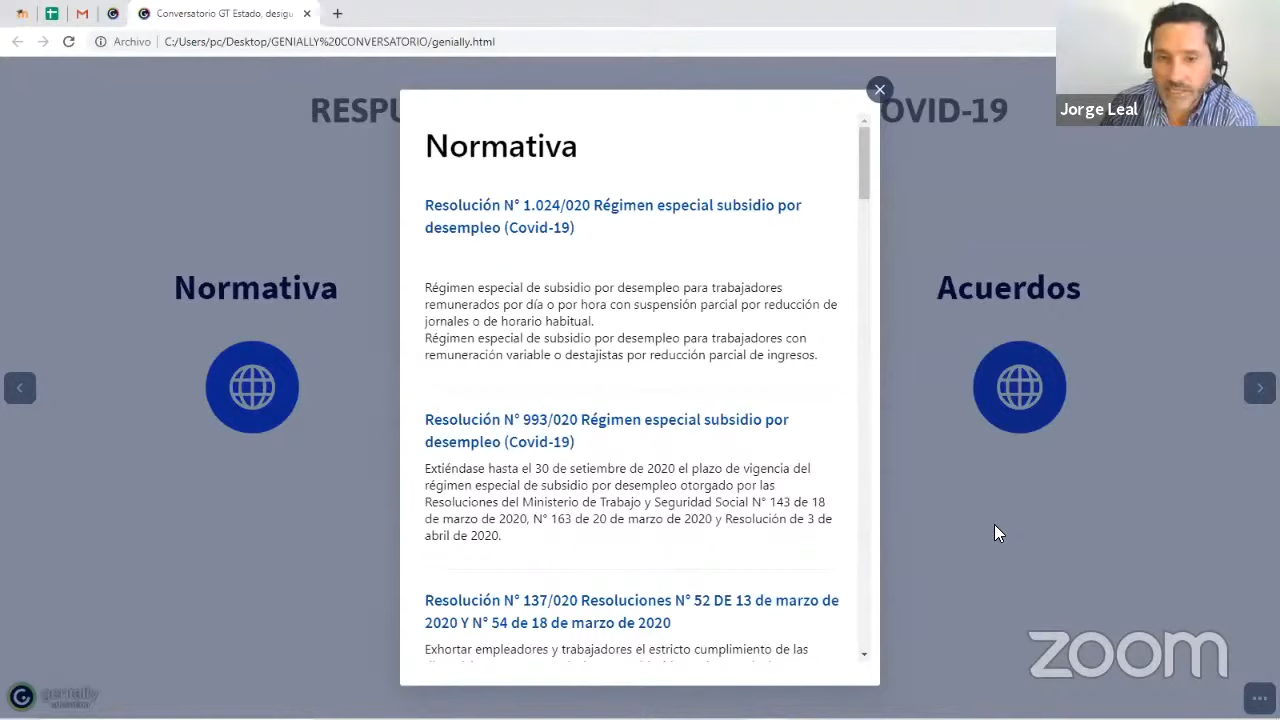 Conversatorio GT Estado, desigu
Archivo
C:/Users/pc/Desktop/GENIALLY%20CONVERSATORIO/genially.html
Jorge Leal
RESPU
OVID-19
Normativa
Acuerdos
Normativa
Resolución N° 1.024/020 Régimen especial subsidio por
desempleo (Covid-19)
Régimen especial de subsidio por desempleo para trabajadores
remunerados por día o por hora con suspensión parcial por reducción de
jornales o de horario habitual.
Régimen especial de subsidio por desempleo para trabajadores con
remuneración variable o destajistas por reducción parcial de ingresos.
Resolución N° 993/020 Régimen especial subsidio por
desempleo (Covid-19)
Extiéndase hasta el 30 de setiembre de 2020 el plazo de vigencia del
régimen especial de subsidio por desempleo otorgado por las
Resoluciones del Ministerio de Trabajo y Seguridad Social N° 143 de 18
de marzo de 2020, N° 163 de 20 de marzo de 2020 y Resolución de 3 de
abril de 2020.
Resolución N° 137/020 Resoluciones N° 52 DE 13 de marzo de
2020 Y N° 54 de 18 de marzo de 2020
Exhortar empleadores y trabajadores el estricto cumplimiento de las
zoom
genially